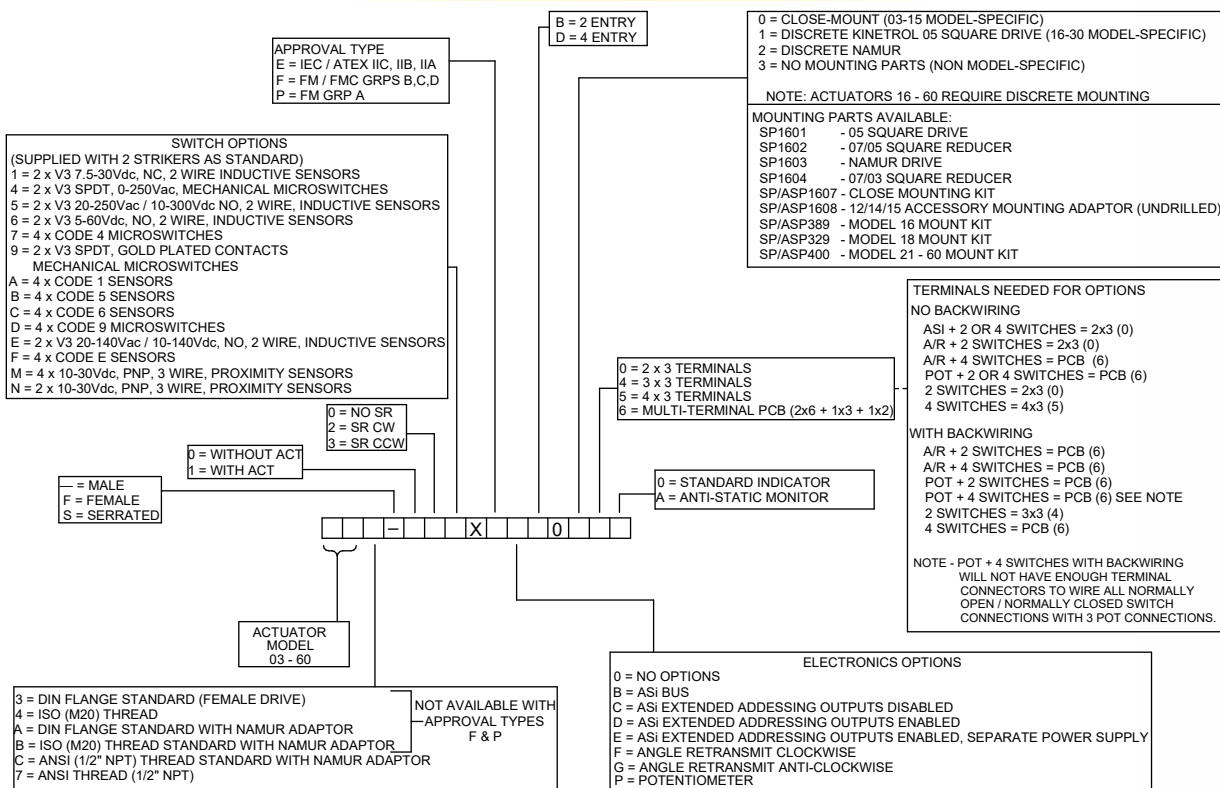 B = 2 ENTRY
D = 4 ENTRY
0 = CLOSE-MOUNT (03-15 MODEL-SPECIFIC)
1 = DISCRETE KINETROL 05 SQUARE DRIVE (16-30 MODEL-SPECIFIC)
2 = DISCRETE NAMUR
3 = NO MOUNTING PARTS (NON MODEL-SPECIFIC)
NOTE: ACTUATORS 16 - 60 REQUIRE DISCRETE MOUNTING
APPROVAL TYPE
E = IEC / ATEX IIC, IIB, IIA
F = FM / FMC GRPS B,C,D
P = FM GRP A
MOUNTING PARTS AVAILABLE:
SP1601 - 05 SQUARE DRIVE
SP1602 - 07/05 SQUARE REDUCER
SP1603 - NAMUR DRIVE
SP1604 - 07/03 SQUARE REDUCER
SP/ASP1607 - CLOSE MOUNTING KIT
SP/ASP1608 - 12/14/15 ACCESSORY MOUNTING ADAPTOR (UNDRILLED)
SP/ASP389 - MODEL 16 MOUNT KIT
SP/ASP329 - MODEL 18 MOUNT KIT
SP/ASP400 - MODEL 21 - 60 MOUNT KIT
SWITCH OPTIONS
(SUPPLIED WITH 2 STRIKERS AS STANDARD)
1 = 2 x V3 7.5-30Vdc, NC, 2 WIRE INDUCTIVE SENSORS
4 = 2 x V3 SPDT, 0-250Vac, MECHANICAL MICROSWITCHES
5 = 2 x V3 20-250Vac / 10-300Vdc NO, 2 WIRE, INDUCTIVE SENSORS
6 = 2 x V3 5-60Vdc, NO, 2 WIRE, INDUCTIVE SENSORS
7 = 4 x CODE 4 MICROSWITCHES
9 = 2 x V3 SPDT, GOLD PLATED CONTACTS
MECHANICAL MICROSWITCHES
A = 4 x CODE 1 SENSORS
B = 4 x CODE 5 SENSORS
C = 4 x CODE 6 SENSORS
D = 4 x CODE 9 MICROSWITCHES
E = 2 x V3 20-140Vac / 10-140Vdc, NO, 2 WIRE, INDUCTIVE SENSORS
F = 4 x CODE E SENSORS
M = 4 x 10-30Vdc, PNP, 3 WIRE, PROXIMITY SENSORS
N = 2 x 10-30Vdc, PNP, 3 WIRE, PROXIMITY SENSORS
TERMINALS NEEDED FOR OPTIONS
NO BACKWIRING
ASI + 2 OR 4 SWITCHES = 2x3 (0)
A/R + 2 SWITCHES = 2x3 (0)
A/R + 4 SWITCHES = PCB (6)
POT + 2 OR 4 SWITCHES = PCB (6)
2 SWITCHES = 2x3 (0)
4 SWITCHES = 4x3 (5)
WITH BACKWIRING
A/R + 2 SWITCHES = PCB (6)
A/R + 4 SWITCHES = PCB (6)
POT + 2 SWITCHES = PCB (6)
POT + 4 SWITCHES = PCB (6) SEE NOTE
2 SWITCHES = 3x3 (4)
4 SWITCHES = PCB (6)
NOTE - POT + 4 SWITCHES WITH BACKWIRING
WILL NOT HAVE ENOUGH TERMINAL
CONNECTORS TO WIRE ALL NORMALLY
OPEN / NORMALLY CLOSED SWITCH
CONNECTIONS WITH 3 POT CONNECTIONS.
0 = 2 x 3 TERMINALS
4 = 3 x 3 TERMINALS
5 = 4 x 3 TERMINALS
6 = MULTI-TERMINAL PCB (2x6 + 1x3 + 1x2)
0 = NO SR
2 = SR CW
3 = SR CCW
0 = WITHOUT ACT
1 = WITH ACT
— = MALE
F = FEMALE
S = SERRATED
0 = STANDARD INDICATOR
A = ANTI-STATIC MONITOR
– X 0
ACTUATOR
MODEL
03 - 60
3 = DIN FLANGE STANDARD (FEMALE DRIVE)
4 = ISO (M20) THREAD
A = DIN FLANGE STANDARD WITH NAMUR ADAPTOR
B = ISO (M20) THREAD STANDARD WITH NAMUR ADAPTOR
C = ANSI (1/2" NPT) THREAD STANDARD WITH NAMUR ADAPTOR
7 = ANSI THREAD (1/2" NPT)
NOT AVAILABLE WITH
APPROVAL TYPES
F & P
ELECTRONICS OPTIONS
0 = NO OPTIONS
B = ASi BUS
C = ASi EXTENDED ADDESSING OUTPUTS DISABLED
D = ASi EXTENDED ADDRESSING OUTPUTS ENABLED
E = ASi EXTENDED ADDRESSING OUTPUTS ENABLED, SEPARATE POWER SUPPLY
F = ANGLE RETRANSMIT CLOCKWISE
G = ANGLE RETRANSMIT ANTI-CLOCKWISE
P = POTENTIOMETER